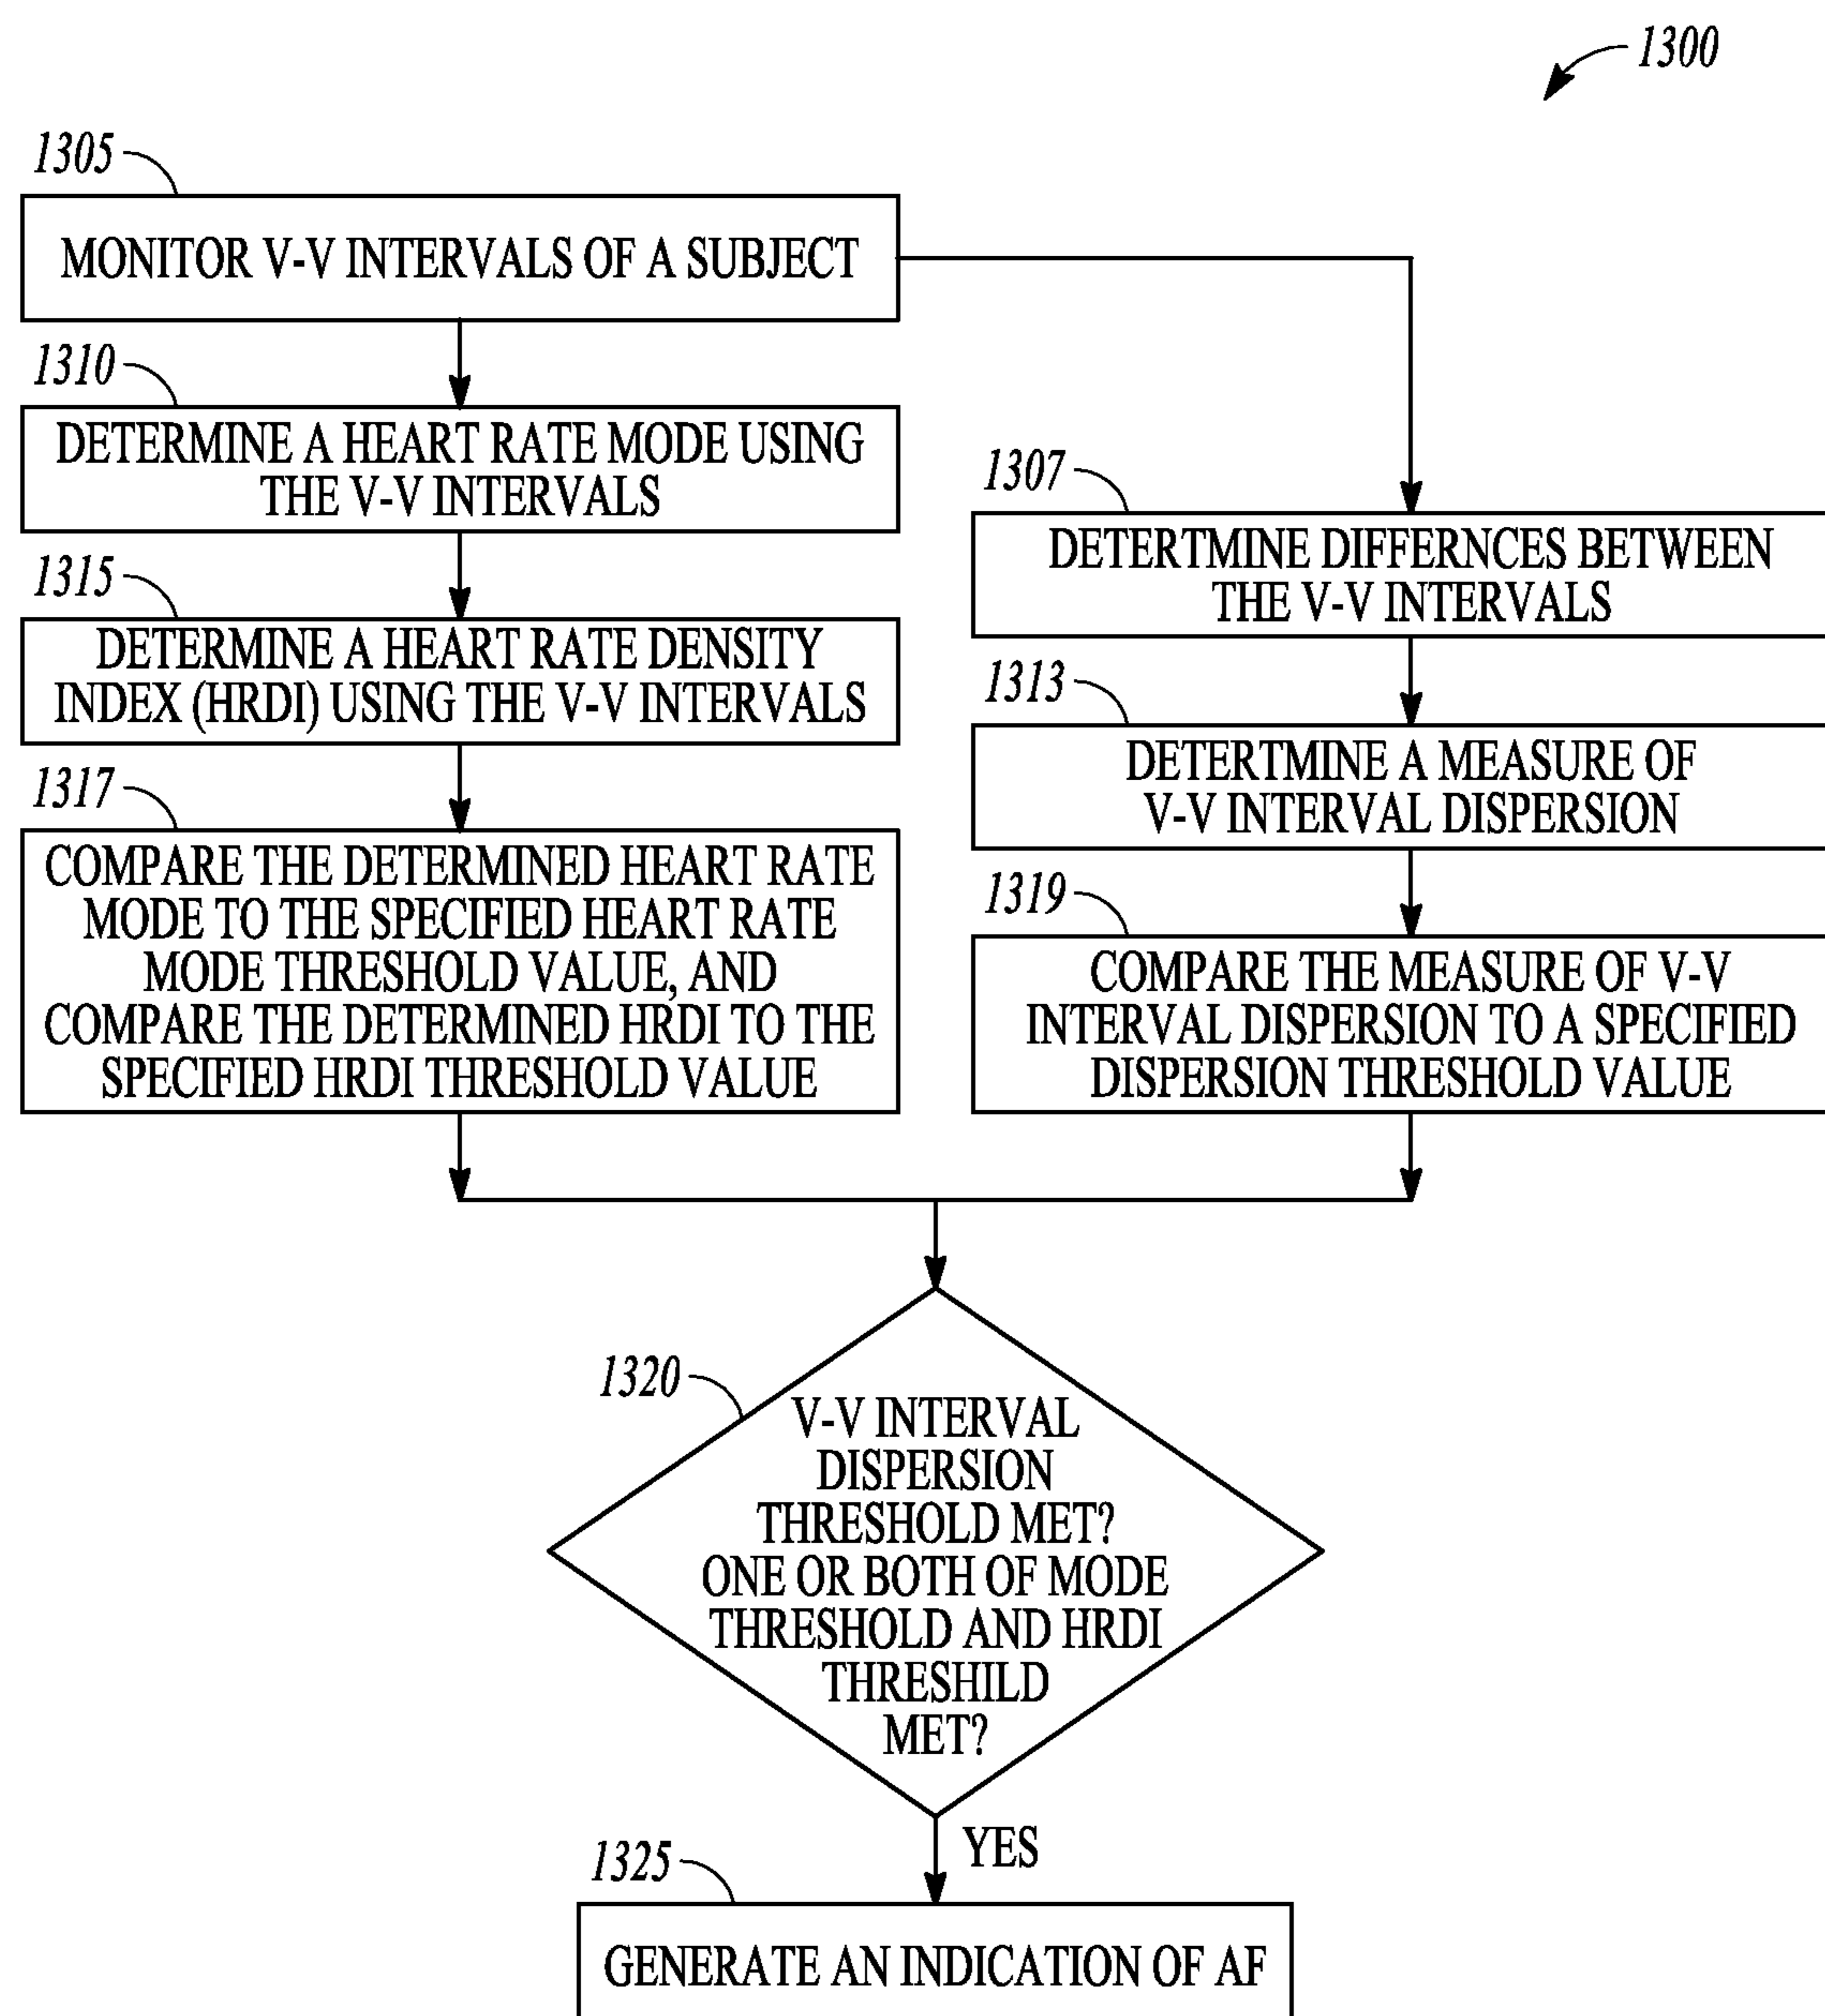 1300
1305
MONITOR V-V INTERVALS OF A SUBJECT
1310
DETERMINE A HEART RATE MODE USING
THE V-V INTERVALS
1315
DETERMINE A HEART RATE DENSITY
INDEX (HRDI) USING THE V-V INTERVALS
1317
COMPARE THE DETERMINED HEART RATE
MODE TO THE SPECIFIED HEART RATE
MODE THRESHOLD VALUE, AND
COMPARE THE DETERMINED HRDI TO THE
SPECIFIED HRDI THRESHOLD VALUE
1307
DETERTMINE DIFFERNCES BETWEEN
THE V-V INTERVALS
1313
DETERTMINE A MEASURE OF
V-V INTERVAL DISPERSION
1319
COMPARE THE MEASURE OF V-V
INTERVAL DISPERSION TO A SPECIFIED
DISPERSION THRESHOLD VALUE
1320
V-V INTERVAL
DISPERSION
THRESHOLD MET?
ONE OR BOTH OF MODE
THRESHOLD AND HRDI
THRESHILD
MET?
YES
1325
GENERATE AN INDICATION OF AF